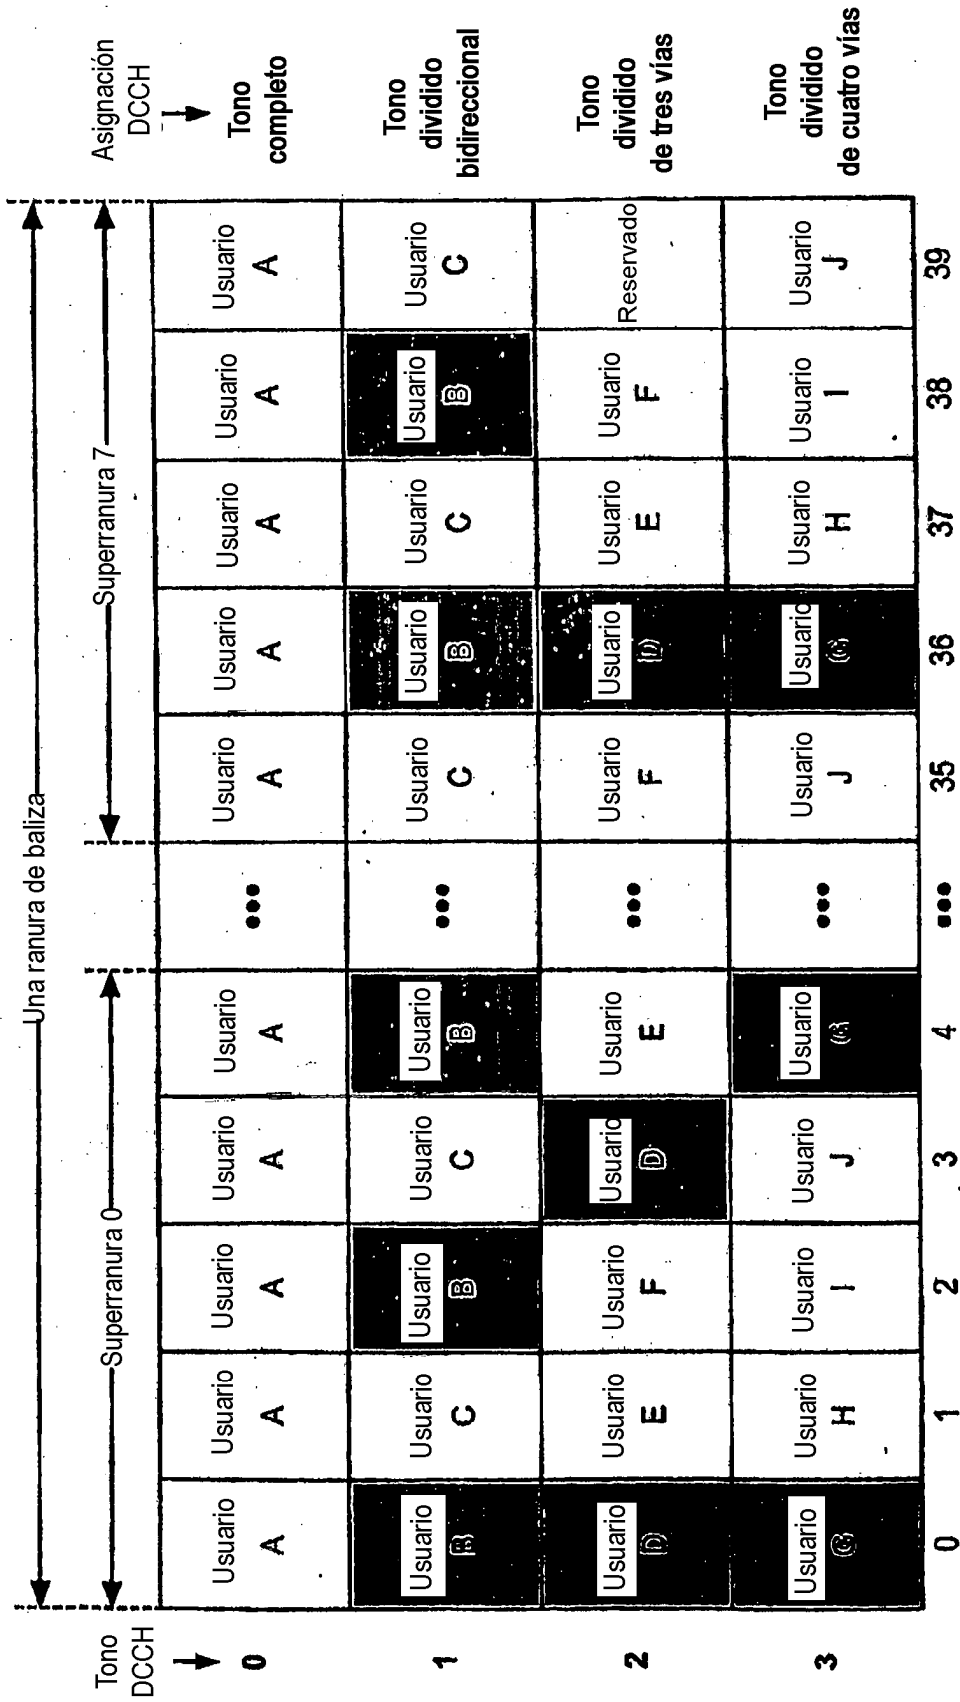 Una ranura de baliza
Superranura 0
Superranura 7
Tono
DCCH
Asignación
DCCH
0
Usuario
A
Usuario
A
Usuario
A
Usuario
A
Usuario
A
•••
Usuario
A
Usuario
A
Usuario
A
Usuario
A
Usuario
A
Tono
completo
1
Usuario
B
Usuario
C
Usuario
B
Usuario
C
Usuario
B
•••
Usuario
C
Usuario
B
Usuario
C
Usuario
B
Usuario
C
Tono
dividido
bidireccional
2
Usuario
D
Usuario
E
Usuario
F
Usuario
D
Usuario
E
•••
Usuario
F
Usuario
D
Usuario
E
Usuario
F
Reservado
Tono
dividido
de tres vías
3
Usuario
G
Usuario
H
Usuario
I
Usuario
J
Usuario
G
•••
Usuario
J
Usuario
G
Usuario
H
Usuario
I
Usuario
J
Tono
dividido
de cuatro vías
0 1 2 3 4 ••• 35 36 37 38 39